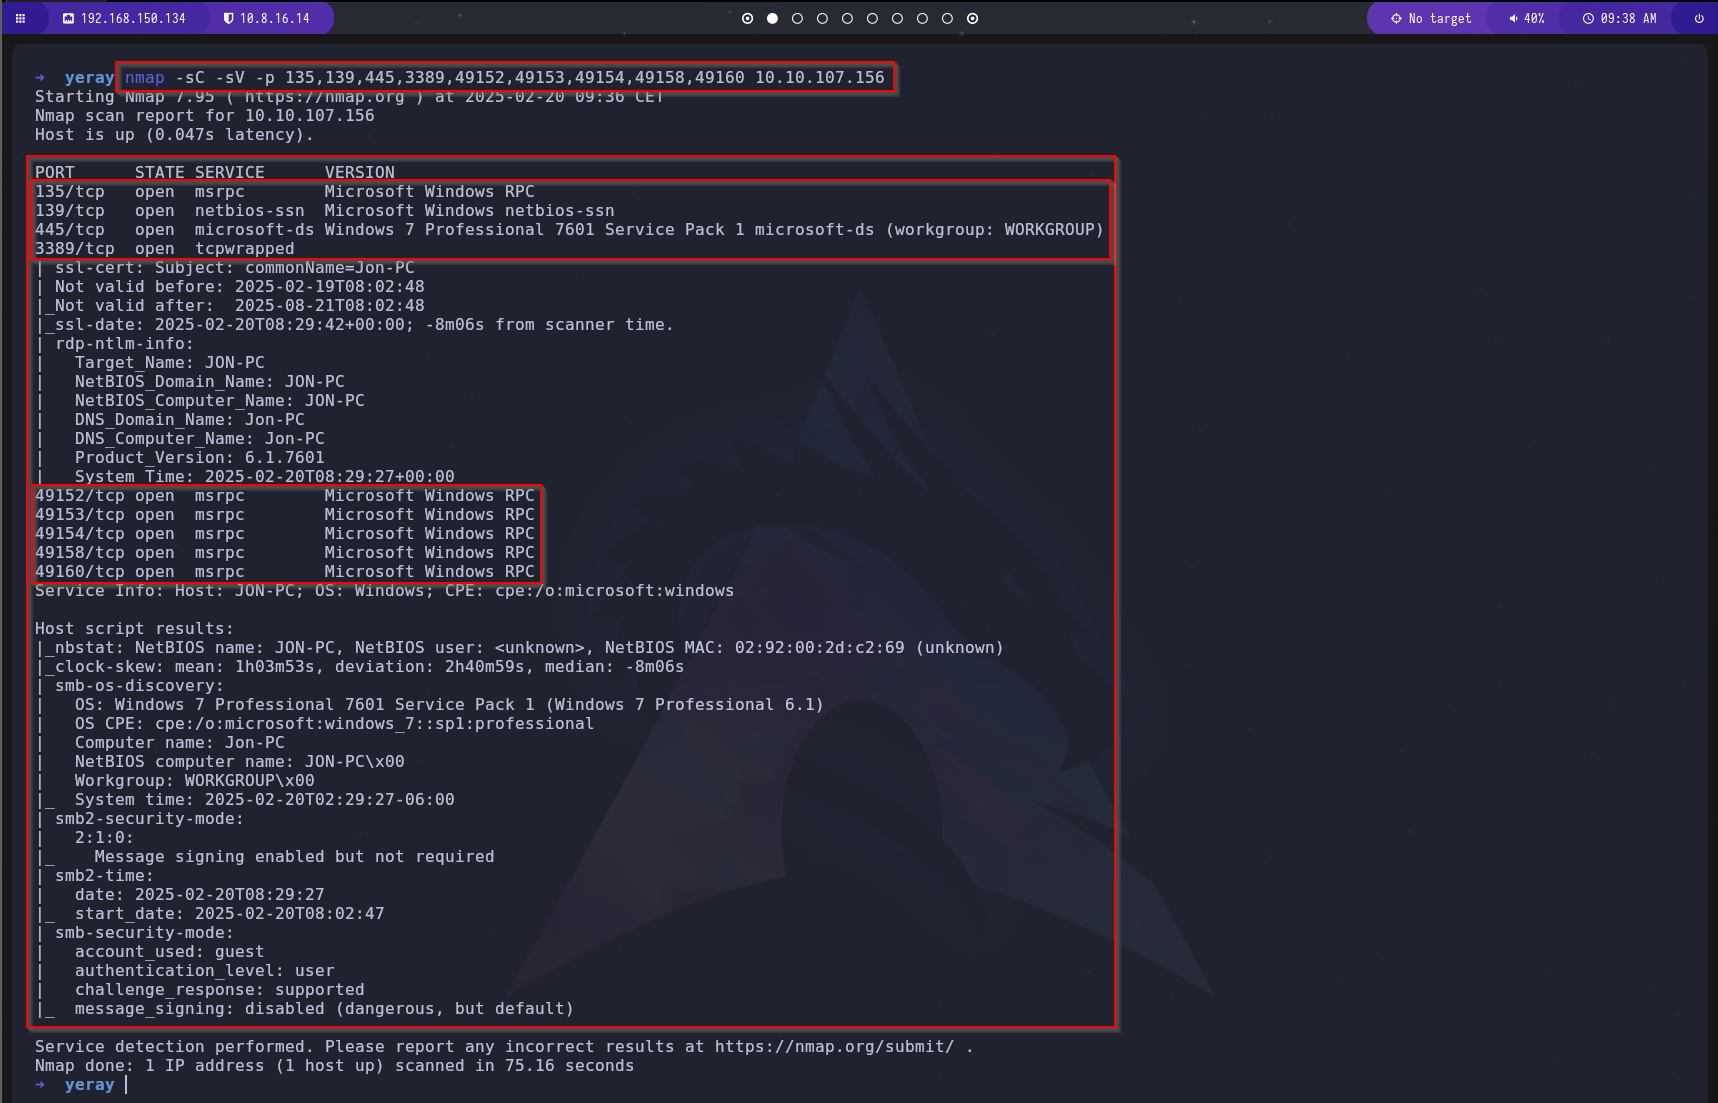 192.168.150.134 10.8.16.14 No target 40% 09:38 AM
→ yeray nmap -sC -sV -p 135,139,445,3389,49152,49153,49154,49158,49160 10.10.107.156
Starting Nmap 7.95 ( https://nmap.org ) at 2025-02-20 09:36 CET
Nmap scan report for 10.10.107.156
Host is up (0.047s latency).
PORT      STATE SERVICE      VERSION
135/tcp   open  msrpc        Microsoft Windows RPC
139/tcp   open  netbios-ssn  Microsoft Windows netbios-ssn
445/tcp   open  microsoft-ds Windows 7 Professional 7601 Service Pack 1 microsoft-ds (workgroup: WORKGROUP)
3389/tcp  open  tcpwrapped
| ssl-cert: Subject: commonName=Jon-PC
| Not valid before: 2025-02-19T08:02:48
|_Not valid after:  2025-08-21T08:02:48
|_ssl-date: 2025-02-20T08:29:42+00:00; -8m06s from scanner time.
| rdp-ntlm-info:
|   Target_Name: JON-PC
|   NetBIOS_Domain_Name: JON-PC
|   NetBIOS_Computer_Name: JON-PC
|   DNS_Domain_Name: Jon-PC
|   DNS_Computer_Name: Jon-PC
|   Product_Version: 6.1.7601
|_  System_Time: 2025-02-20T08:29:27+00:00
49152/tcp open  msrpc        Microsoft Windows RPC
49153/tcp open  msrpc        Microsoft Windows RPC
49154/tcp open  msrpc        Microsoft Windows RPC
49158/tcp open  msrpc        Microsoft Windows RPC
49160/tcp open  msrpc        Microsoft Windows RPC
Service Info: Host: JON-PC; OS: Windows; CPE: cpe:/o:microsoft:windows
Host script results:
|_nbstat: NetBIOS name: JON-PC, NetBIOS user: <unknown>, NetBIOS MAC: 02:92:00:2d:c2:69 (unknown)
|_clock-skew: mean: 1h03m53s, deviation: 2h40m59s, median: -8m06s
| smb-os-discovery:
|   OS: Windows 7 Professional 7601 Service Pack 1 (Windows 7 Professional 6.1)
|   OS CPE: cpe:/o:microsoft:windows_7::sp1:professional
|   Computer name: Jon-PC
|   NetBIOS computer name: JON-PC\x00
|   Workgroup: WORKGROUP\x00
|_  System time: 2025-02-20T02:29:27-06:00
| smb2-security-mode:
|   2:1:0:
|_    Message signing enabled but not required
| smb2-time:
|   date: 2025-02-20T08:29:27
|_  start_date: 2025-02-20T08:02:47
| smb-security-mode:
|   account_used: guest
|   authentication_level: user
|   challenge_response: supported
|_  message_signing: disabled (dangerous, but default)
Service detection performed. Please report any incorrect results at https://nmap.org/submit/ .
Nmap done: 1 IP address (1 host up) scanned in 75.16 seconds
→ yeray